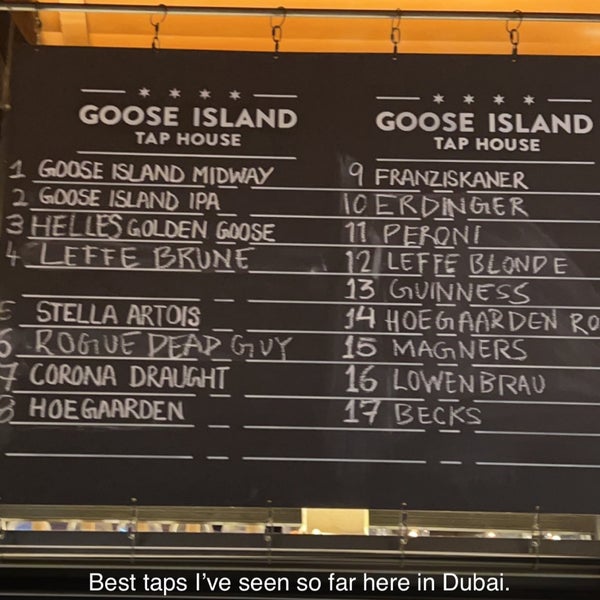 GOOSE ISLAND
TAP HOUSE
1 GOOSE ISLAND MIDWAY
2 GOOSE ISLAND IPA
3 HELLES GOLDEN GOOSE
4 LEFFE BRUNE
5 STELLA ARTOIS
6 ROGUE DEAD GUY
7 CORONA DRAUGHT
8 HOEGAARDEN
GOOSE ISLAND
TAP HOUSE
9 FRANZISKANER
10 ERDINGER
11 PERONI
12 LEFFE BLONDE
13 GUINNESS
14 HOEGAARDEN RO
15 MAGNERS
16 LOWENBRAU
17 BECKS
Best taps I've seen so far here in Dubai.